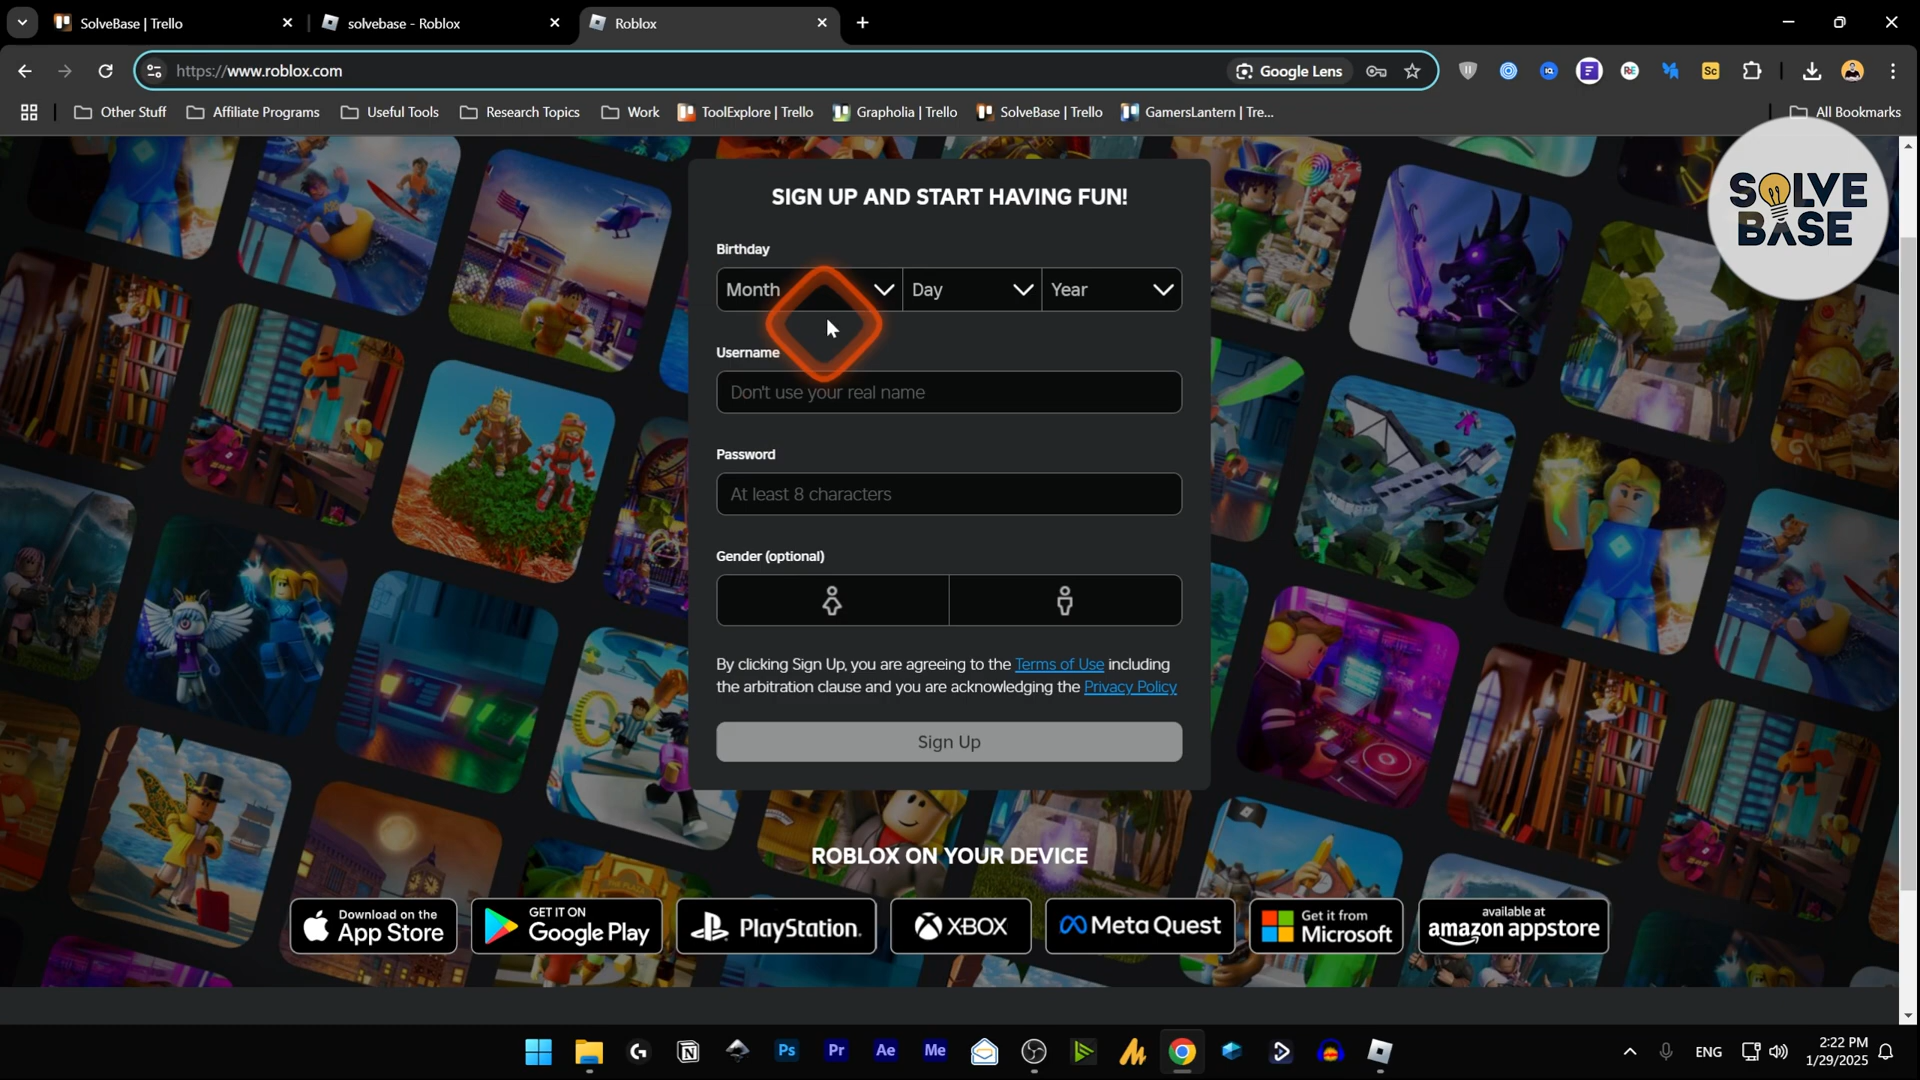 SolveBase | Trello
solvebase - Roblox
Roblox
https://www.roblox.com
Google Lens
Sc
Other Stuff
Affiliate Programs
Useful Tools
Research Topics
Work
ToolExplore | Trello
Grapholia | Trello
SolveBase | Trello
GamersLantern | Tre...
All Bookmarks
SOLVE
BASE
SIGN UP AND START HAVING FUN!
Birthday
Month
Day
Year
Username
Don't use your real name
Password
At least 8 characters
Gender (optional)
By clicking Sign Up, you are agreeing to the Terms of Use including
the arbitration clause and you are acknowledging the Privacy Policy
Sign Up
ROBLOX ON YOUR DEVICE
Download on the
App Store
GET IT ON
Google Play
PlayStation.
XBOX
Meta Quest
Get it from
Microsoft
available at
amazon appstore
Ps
Pr
Ae
Me
ENG
2:22 PM
1/29/2025